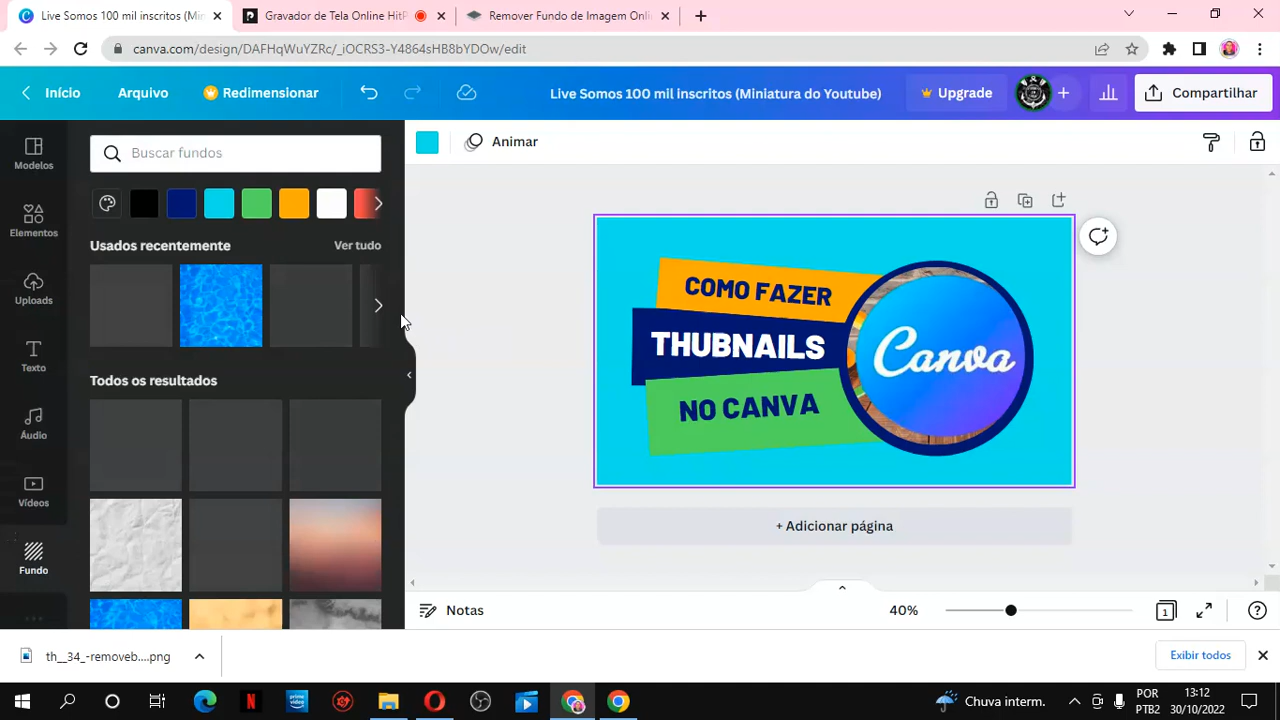 Live Somos 100 mil inscritos (Min
Gravador de Tela Online HitP
Remover Fundo de Imagem Onli
canva.com/design/DAFHqWuYZRc/_iOCRS3-Y4864sHB8bYDOw/edit
Início
Arquivo
Redimensionar
Live Somos 100 mil inscritos (Miniatura do Youtube)
Upgrade
Compartilhar
Modelos
Elementos
Uploads
Texto
Áudio
Vídeos
Fundo
Buscar fundos
Usados recentemente
Ver tudo
Todos os resultados
Animar
COMO FAZER
THUBNAILS
NO CANVA
Canva
+ Adicionar página
Notas
40%
1
th__34_-removeb....png
Exibir todos
Chuva interm.
POR
PTB2
13:12
30/10/2022